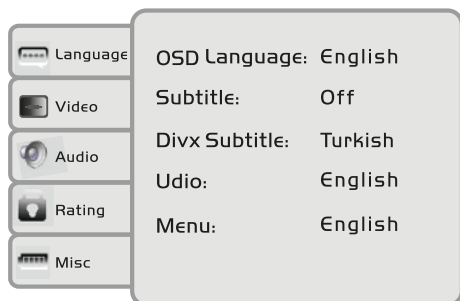 Language
Video
Audio
Rating
Misc
OSD Language: English
Subtitle: Off
Divx Subtitle: Turkish
Udio: English
Menu: English